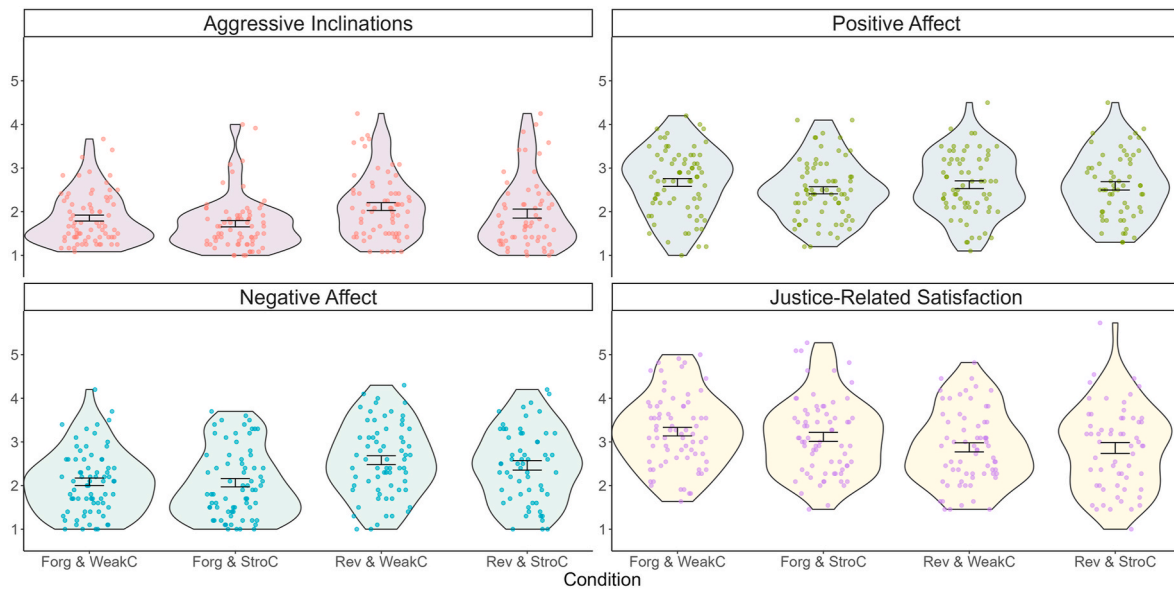 Aggressive Inclinations
Positive Affect
5
4
3
2
1
5
4
3
2
1
Negative Affect
Justice-Related Satisfaction
5
4
3
2
1
5
4
3
2
1
Forg & WeakC Forg & StroC Rev & WeakC Rev & StroC
Forg & WeakC Forg & StroC Rev & WeakC Rev & StroC
Condition